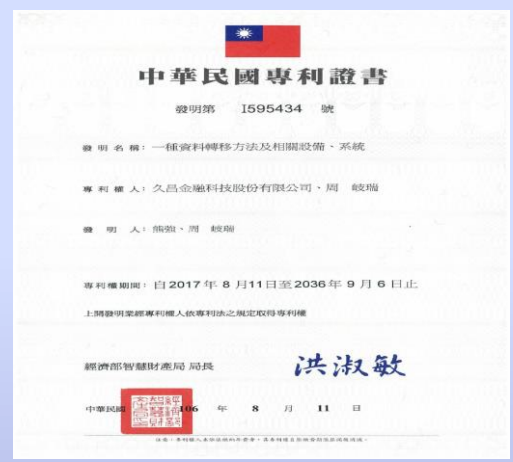 中華民國專利證書
發明第 I595434 號
發明名稱：一種資料轉移方法及相關設備、系統
專利權人：久昌金融科技股份有限公司、周 岐瑞
發明人：熊強、周 岐瑞
專利權期間：自2017年8月11日至2036年9月6日止
上開發明業經專利權人依專利法之規定取得專利權
經濟部智慧財產局 局長 洪淑敏
中華民國 106 年 8 月 11 日